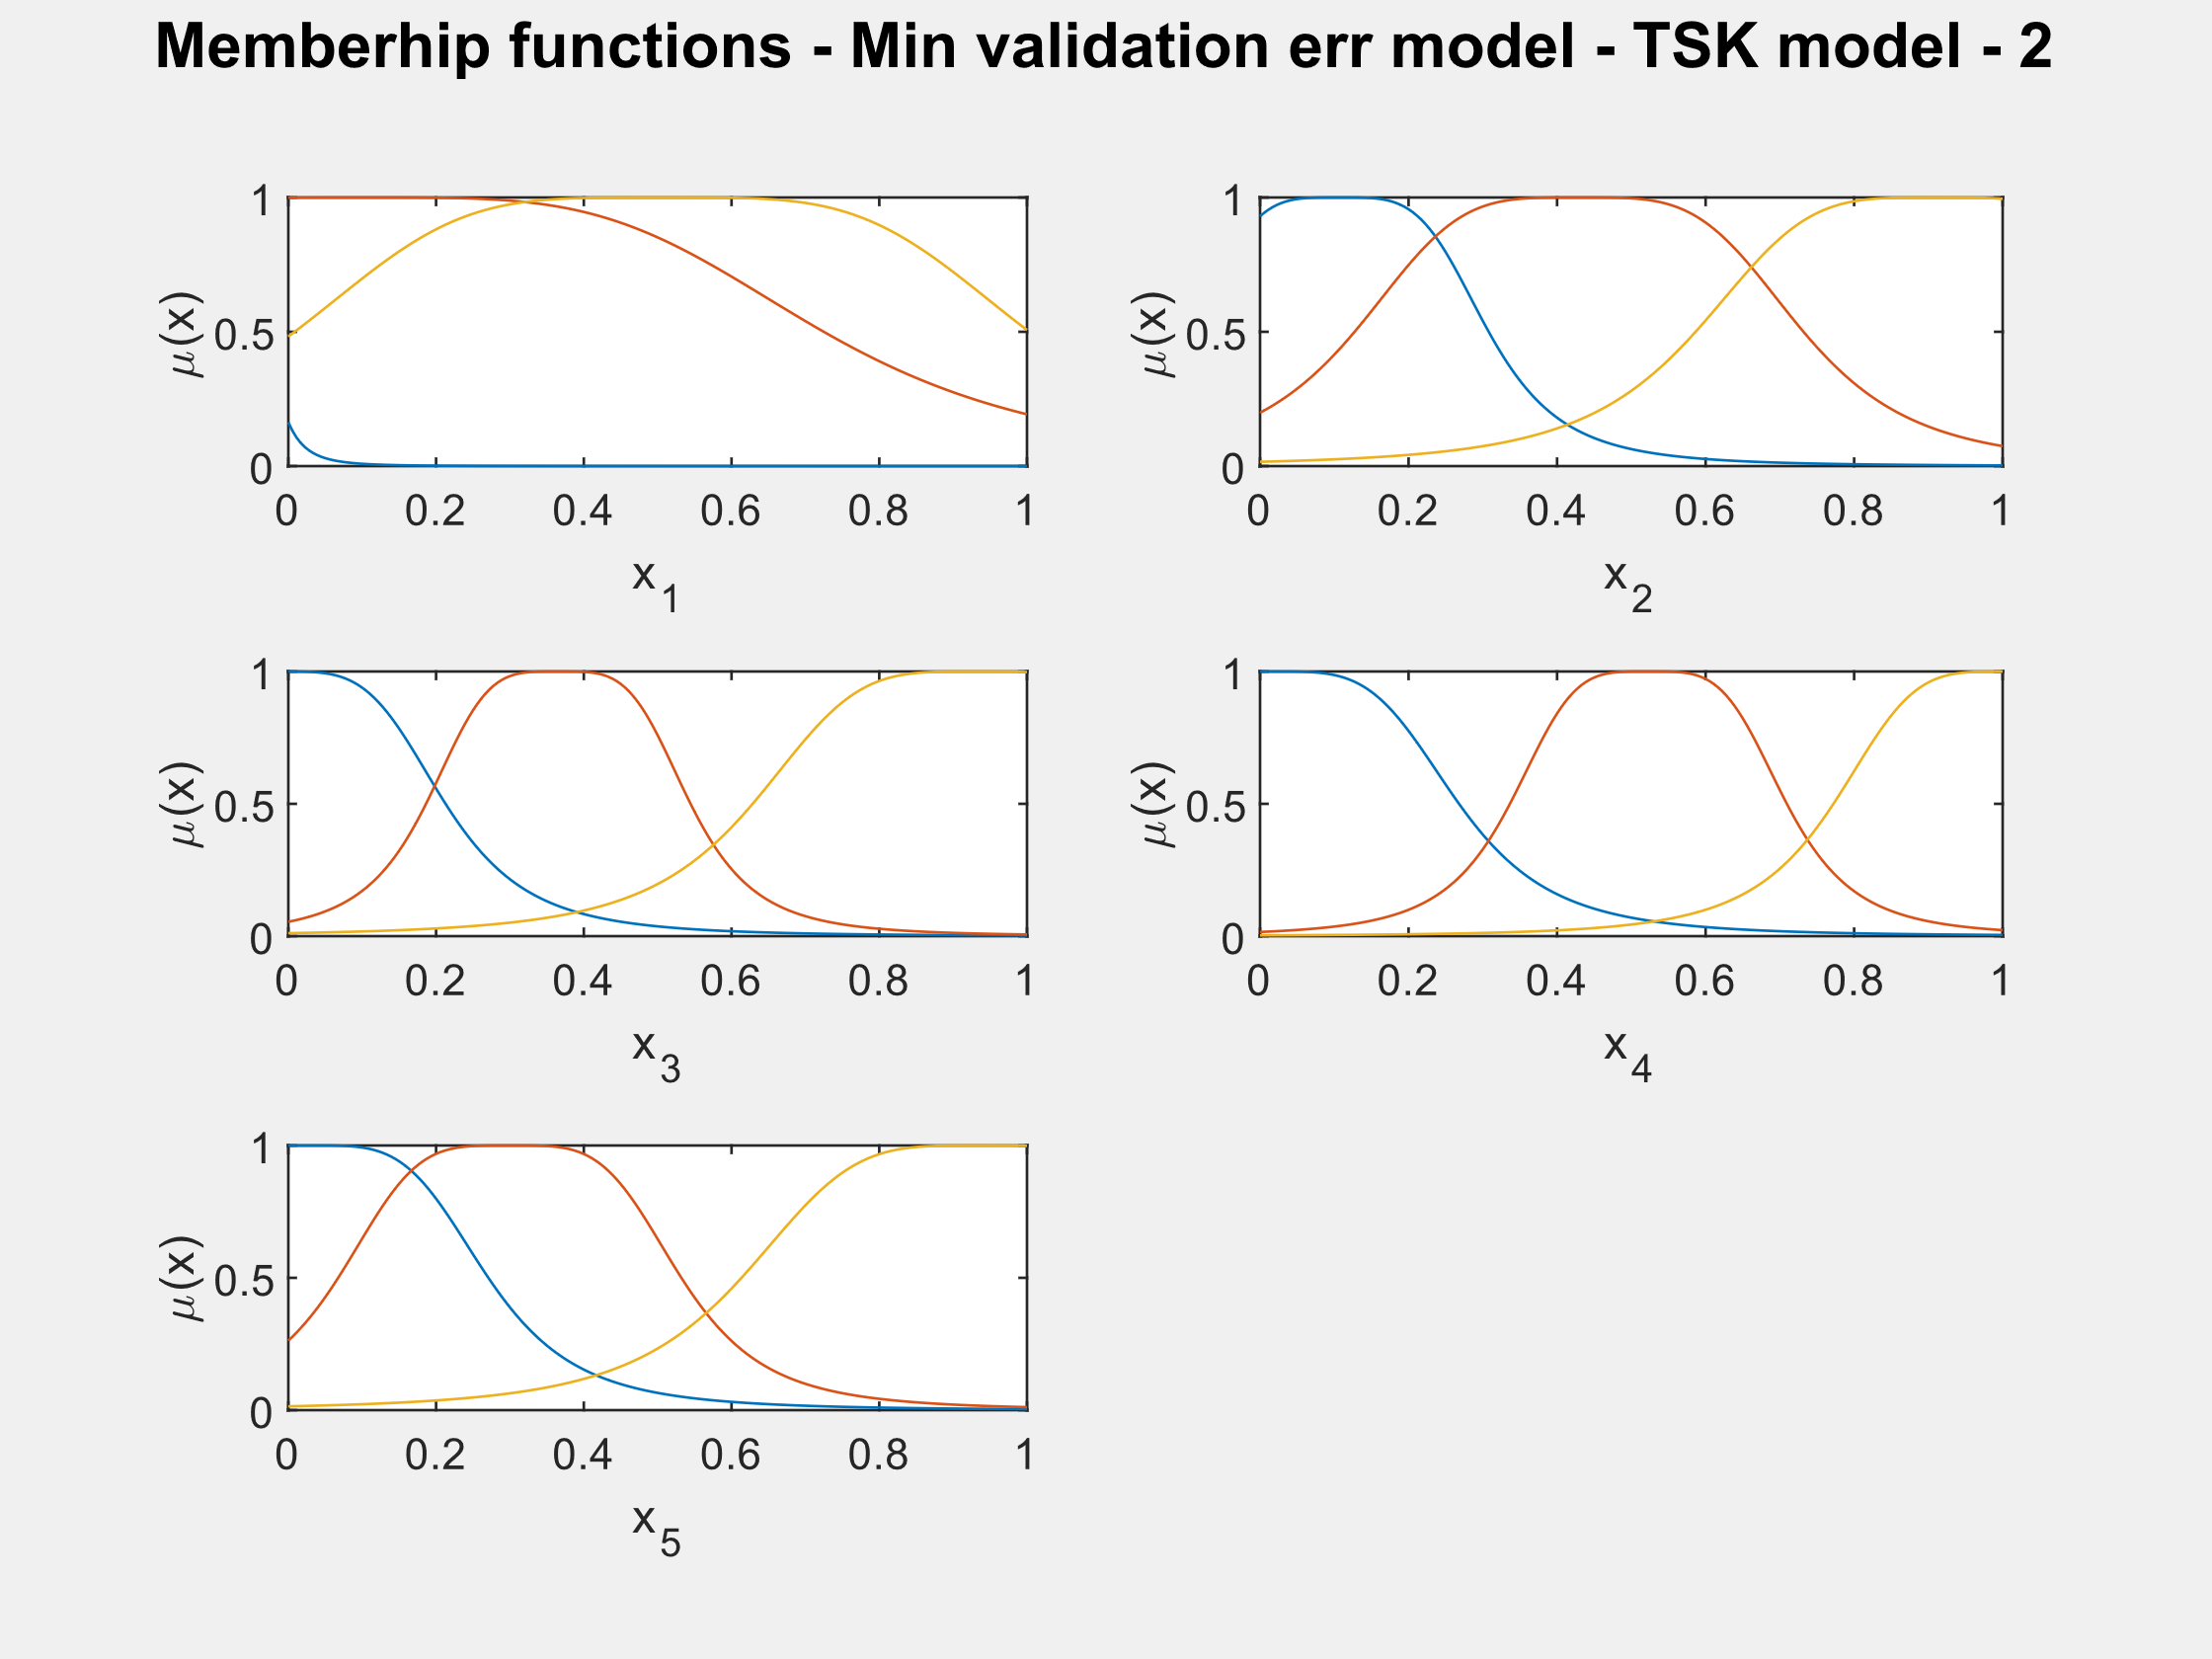 Memberhip functions - Min validation err model - TSK model - 2
1
0.5
0
μ(x)
0 0.2 0.4 0.6 0.8 1
x1
1
0.5
0
μ(x)
0 0.2 0.4 0.6 0.8 1
x2
1
0.5
0
μ(x)
0 0.2 0.4 0.6 0.8 1
x3
1
0.5
0
μ(x)
0 0.2 0.4 0.6 0.8 1
x4
1
0.5
0
μ(x)
0 0.2 0.4 0.6 0.8 1
x5